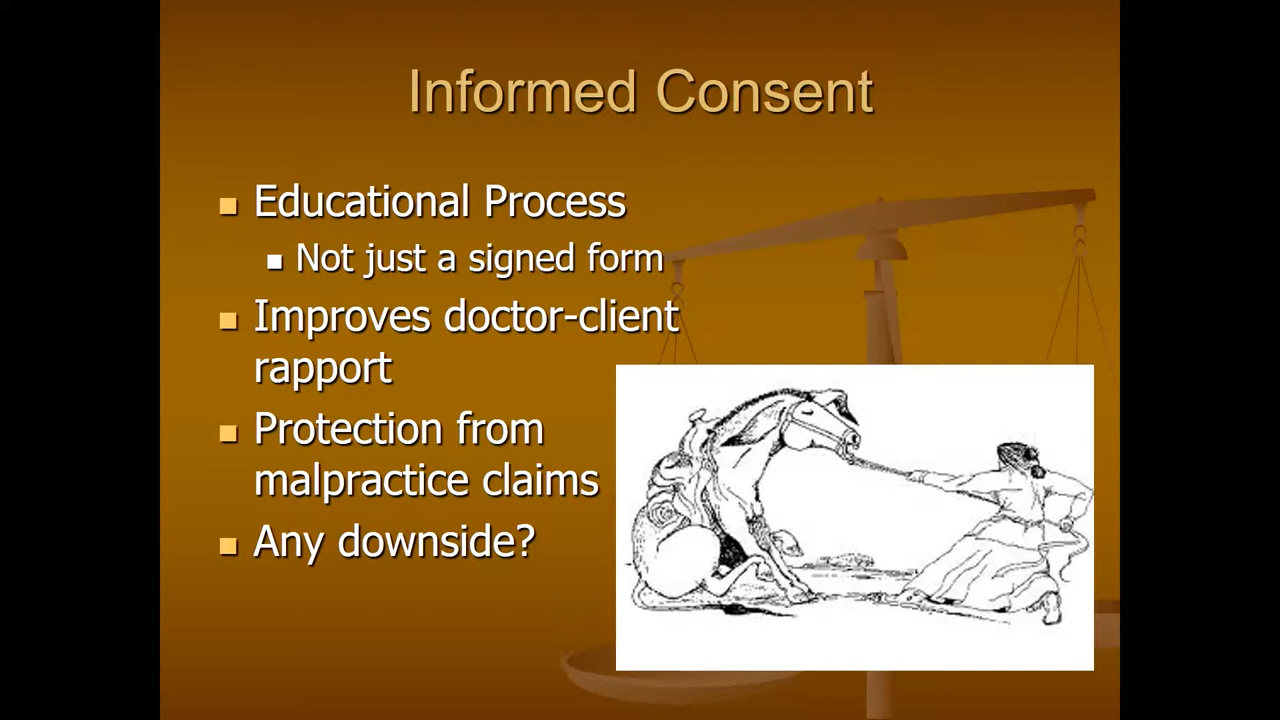 Informed Consent
Educational Process
Not just a signed form
Improves doctor-client
rapport
Protection from
malpractice claims
Any downside?